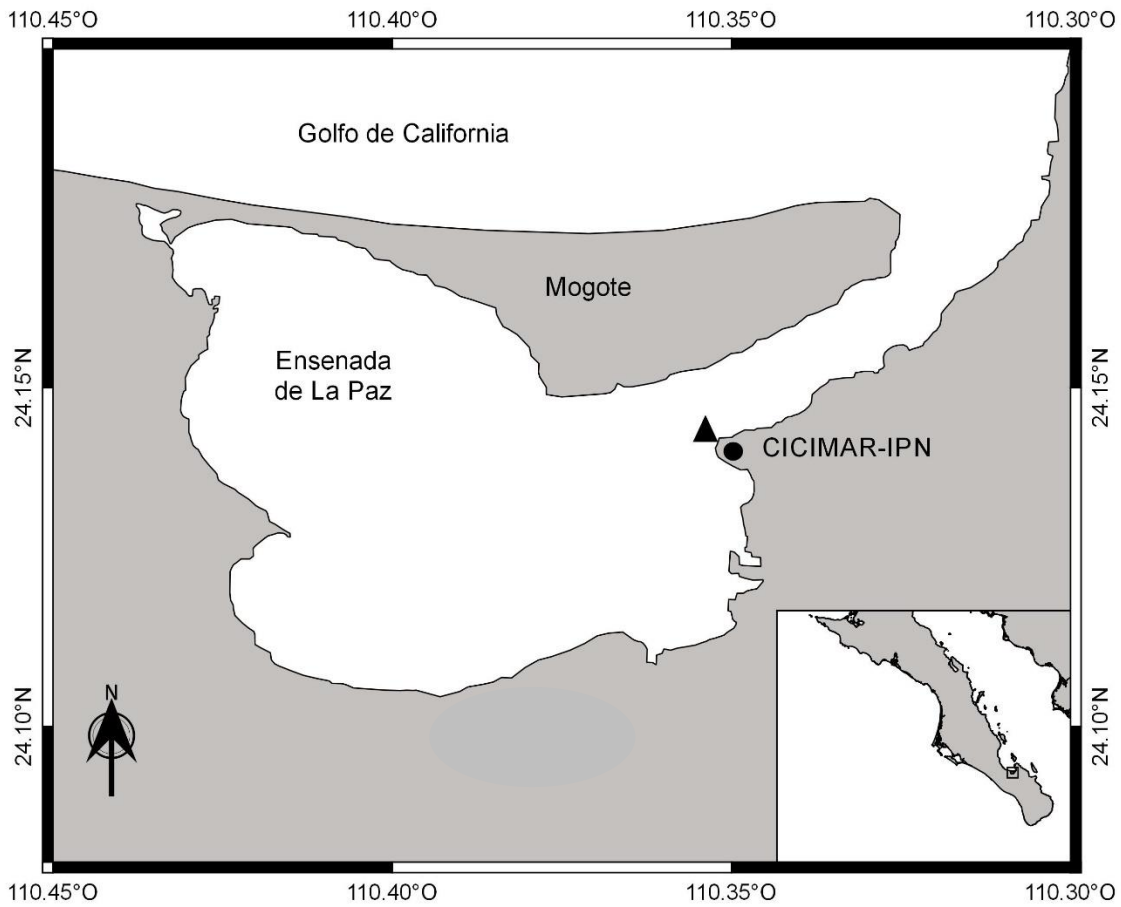 110.45°O 110.40°O 110.35°O 110.30°O
Golfo de California
Mogote
Ensenada
de La Paz
24.15°N
24.15°N
CICIMAR-IPN
N
24.10°N
24.10°N
110.45°O 110.40°O 110.35°O 110.30°O